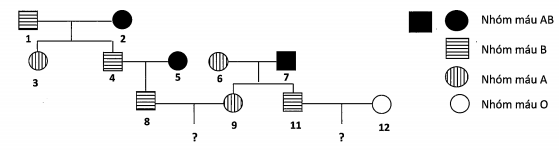 Nhóm máu AB
1 2
Nhóm máu B
3 4 5 6 7
Nhóm máu A
8 9 11 12
Nhóm máu O
? ?